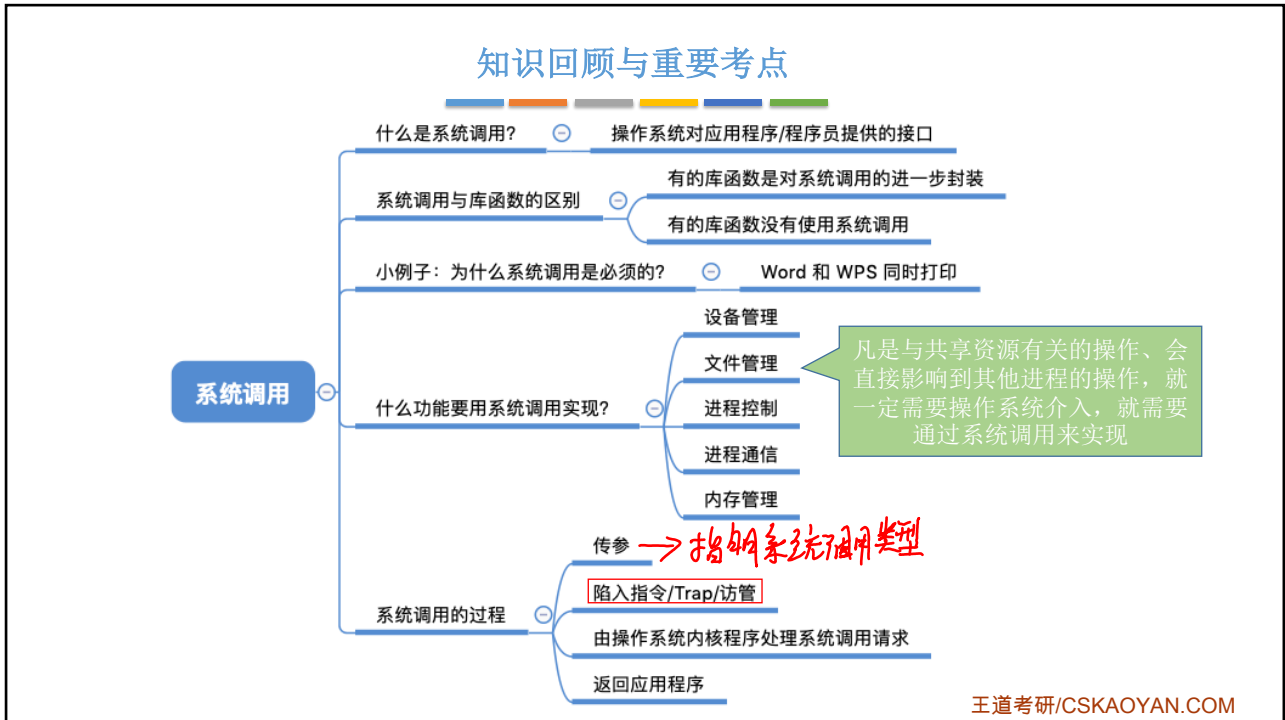 知识回顾与重要考点
什么是系统调用?
操作系统对应用程序/程序员提供的接口
系统调用与库函数的区别
有的库函数是对系统调用的进一步封装
有的库函数没有使用系统调用
小例子：为什么系统调用是必须的?
Word 和 WPS 同时打印
系统调用
什么功能要用系统调用实现?
设备管理
文件管理
进程控制
进程通信
内存管理
凡是与共享资源有关的操作、会
直接影响到其他进程的操作，就
一定需要操作系统介入，就需要
通过系统调用来实现
系统调用的过程
传参
→指明系统调用类型
陷入指令/Trap/访管
由操作系统内核程序处理系统调用请求
返回应用程序
王道考研/CSKAOYAN.COM